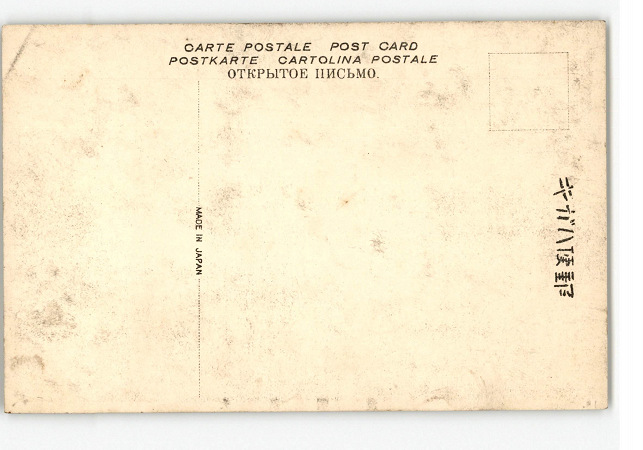 CARTE POSTALE POST CARD
POSTKARTE CARTOLINA POSTALE
ОТКРЫТОЕ ПИСЬМО.
MADE IN JAPAN
郵便ハガキ